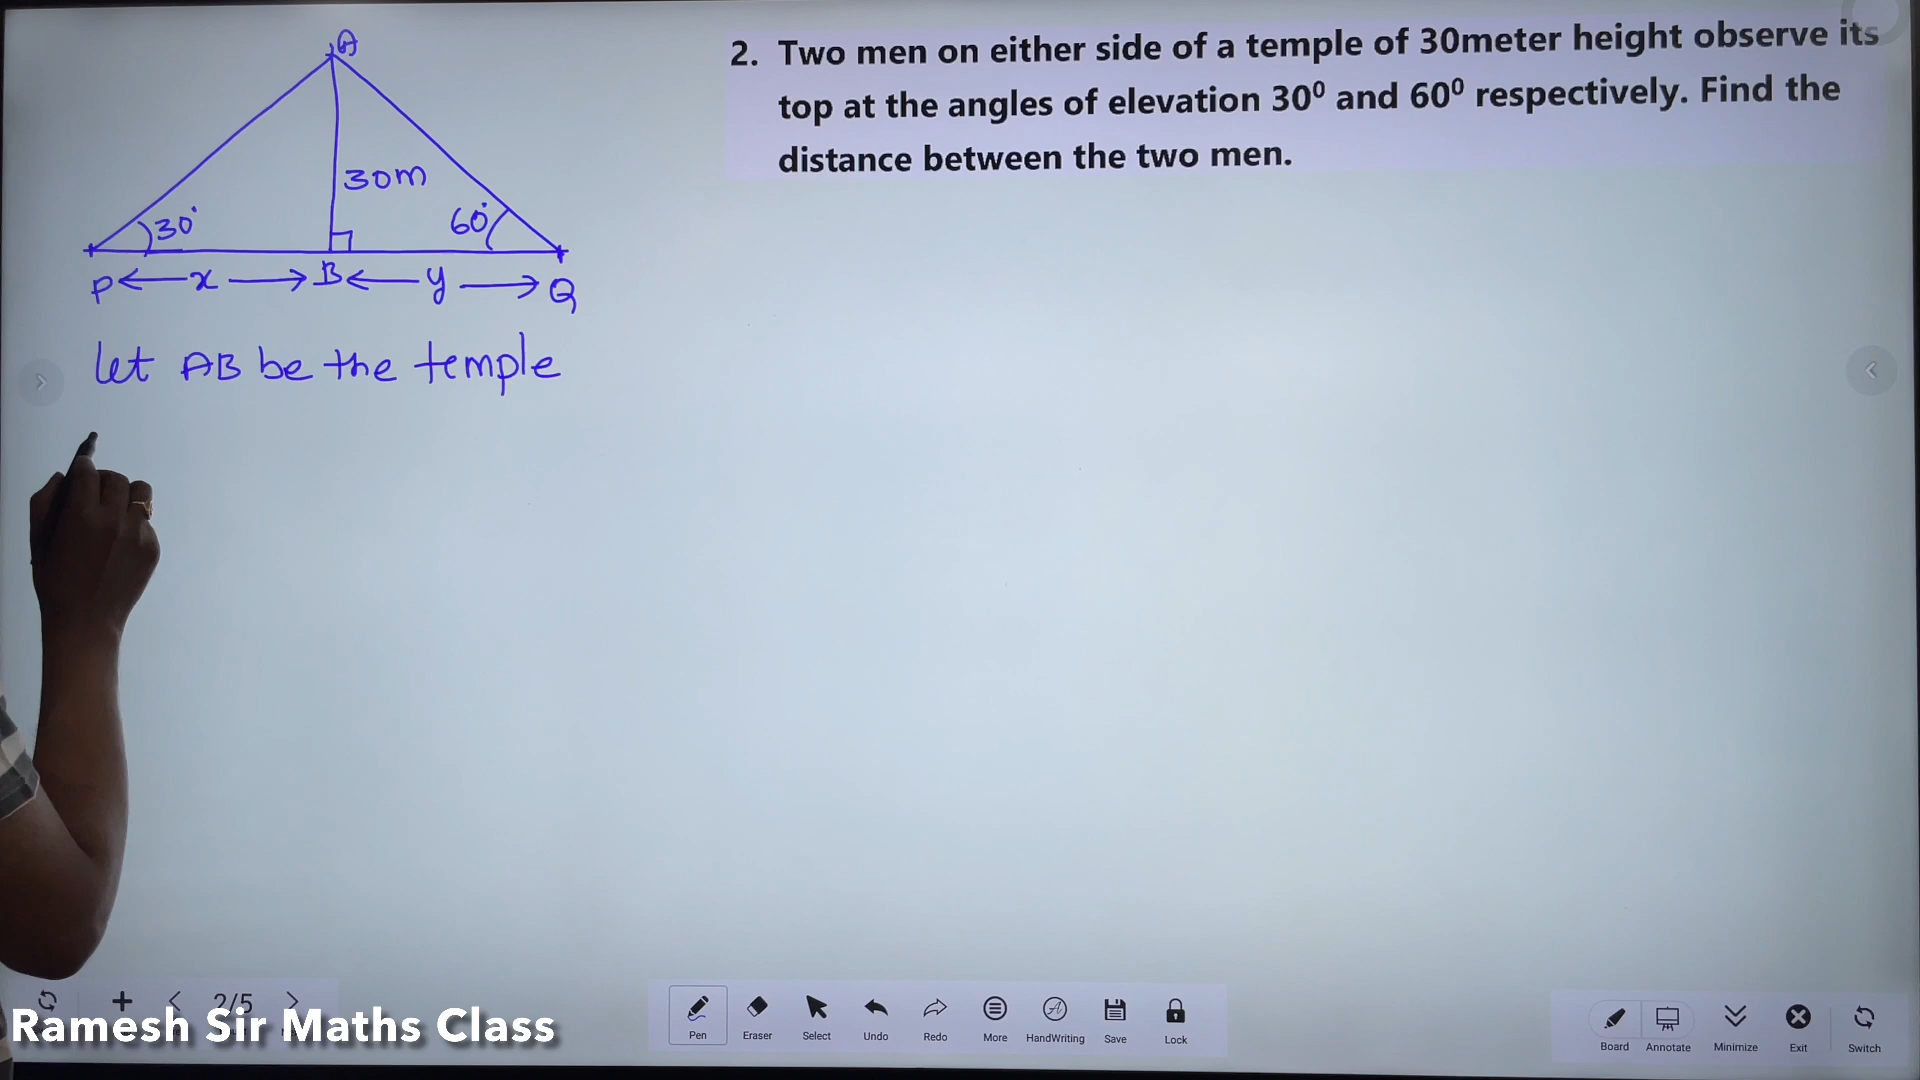 A
30m
30°
60°
P x B y Q
let AB be the temple
2. Two men on either side of a temple of 30meter height observe its
top at the angles of elevation 30⁰ and 60⁰ respectively. Find the
distance between the two men.
+ < 2/5 >
Ramesh Sir Maths Class
Pen Eraser Select Undo Redo More HandWriting Save Lock
Board Annotate Minimize Exit Switch